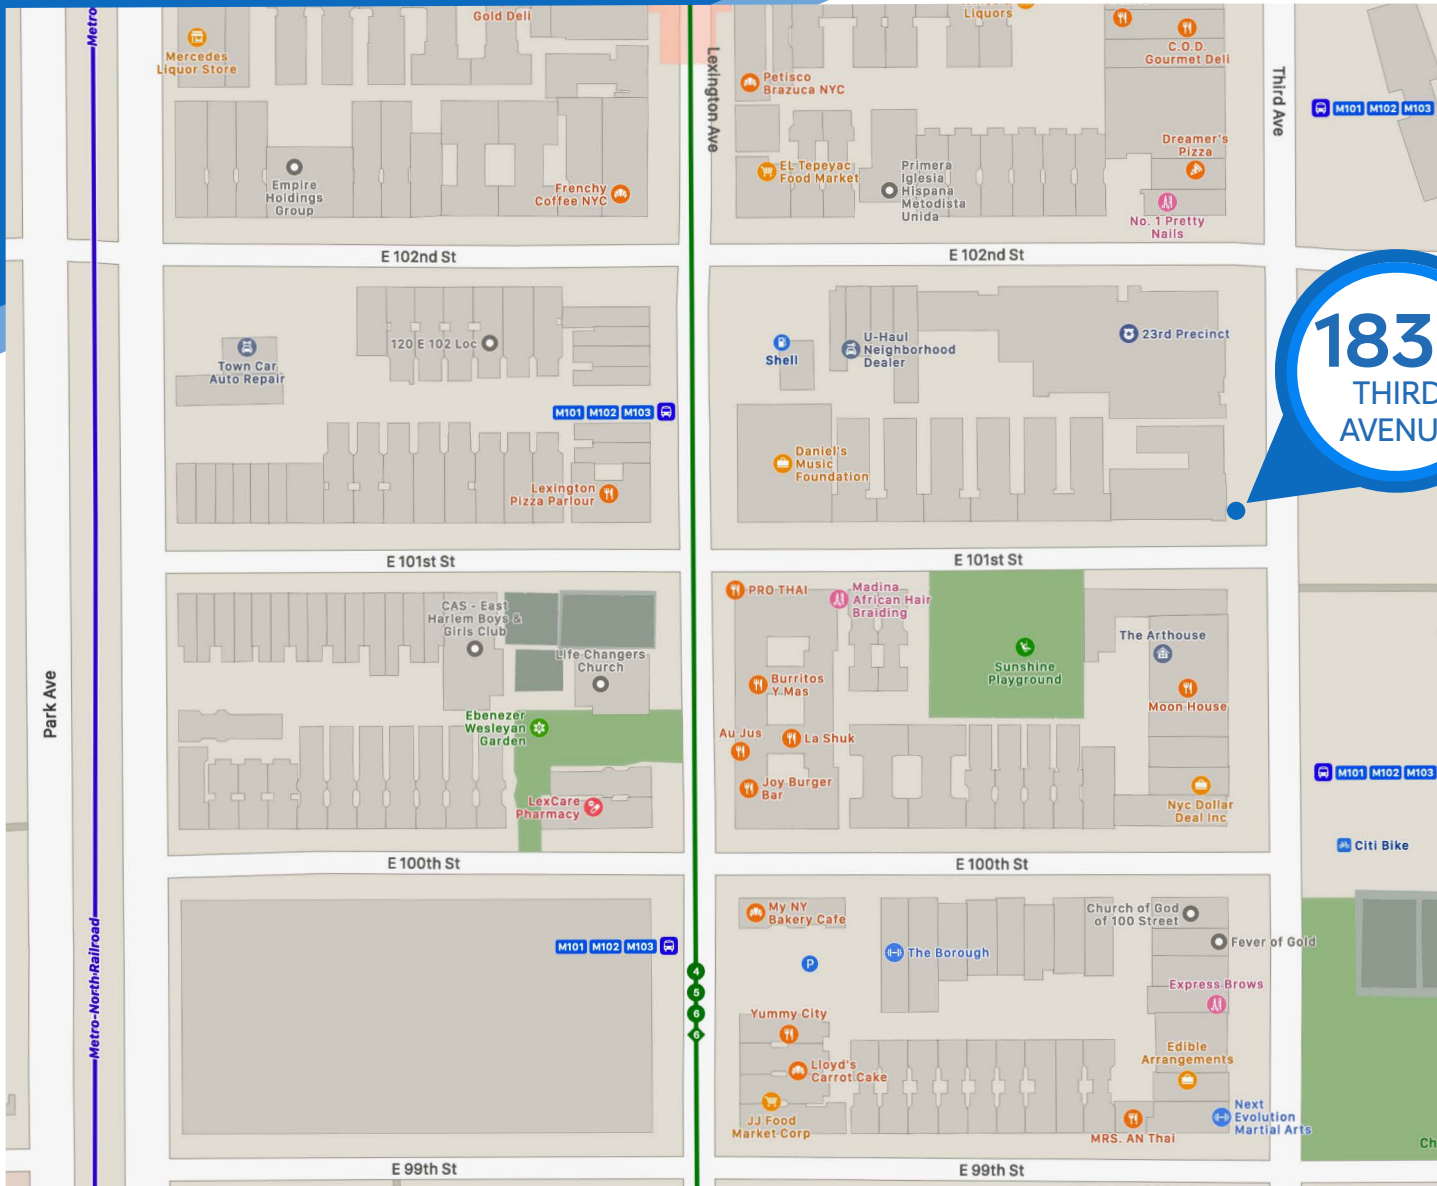 Metro
Gold Deli
Mercedes
Liquor Store
Liquors
C.O.D.
Gourmet Deli
Lexington Ave
Petisco
Brazuca NYC
Third Ave
M101 M102 M103
Empire
Holdings
Group
Frenchy
Coffee NYC
EL Tepeyac
Food Market
Primera
Iglesia
Hispana
Metodista
Unida
Dreamer's
Pizza
No. 1 Pretty
Nails
E 102nd St
E 102nd St
Town Car
Auto Repair
120 E 102 Loc
M101 M102 M103
Shell
U-Haul
Neighborhood
Dealer
23rd Precinct
183
THIRD
AVENU
Lexington
Pizza Parlour
Daniel's
Music
Foundation
E 101st St
E 101st St
CAS - East
Harlem Boys &
Girls Club
Life Changers
Church
PRO THAI
Madina
African Hair
Braiding
Sunshine
Playground
The Arthouse
Moon House
Burritos
Y Mas
Au Jus
La Shuk
Joy Burger
Bar
Park Ave
Ebenezer
Wesleyan
Garden
LexCare
Pharmacy
Nyc Dollar
Deal Inc
M101 M102 M103
Citi Bike
E 100th St
E 100th St
Metro-North Railroad
M101 M102 M103
4
5
6
6
My NY
Bakery Cafe
P
The Borough
Church of God
of 100 Street
Fever of Gold
Express Brows
Yummy City
Lloyd's
Carrot Cake
JJ Food
Market Corp
Edible
Arrangements
MRS. AN Thai
Next
Evolution
Martial Arts
Ch
E 99th St
E 99th St